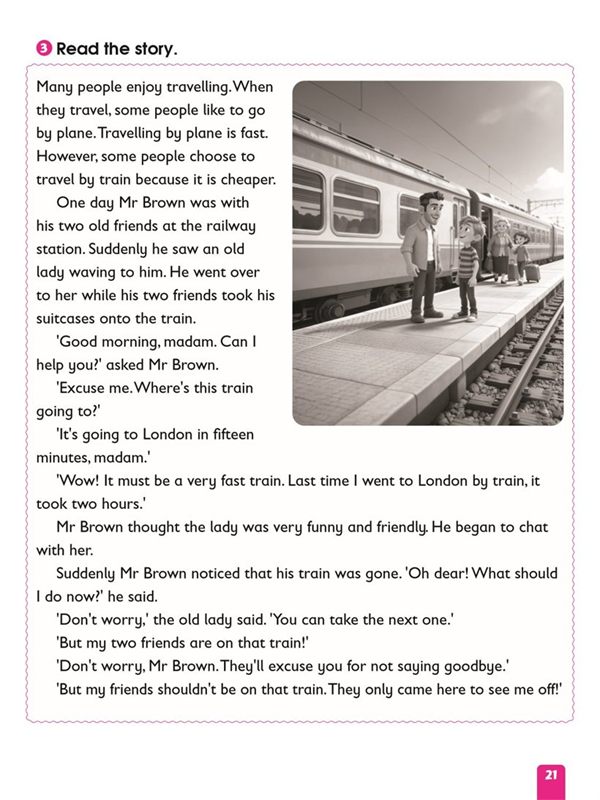 3 Read the story.
Many people enjoy travelling. When
they travel, some people like to go
by plane. Travelling by plane is fast.
However, some people choose to
travel by train because it is cheaper.
One day Mr Brown was with
his two old friends at the railway
station. Suddenly he saw an old
lady waving to him. He went over
to her while his two friends took his
suitcases onto the train.
'Good morning, madam. Can I
help you?' asked Mr Brown.
'Excuse me. Where's this train
going to?'
'It's going to London in fifteen
minutes, madam.'
'Wow! It must be a very fast train. Last time I went to London by train, it
took two hours.'
Mr Brown thought the lady was very funny and friendly. He began to chat
with her.
Suddenly Mr Brown noticed that his train was gone. 'Oh dear! What should
I do now?' he said.
'Don't worry,' the old lady said. 'You can take the next one.'
'But my two friends are on that train!'
'Don't worry, Mr Brown. They'll excuse you for not saying goodbye.'
'But my friends shouldn't be on that train. They only came here to see me off!'
21